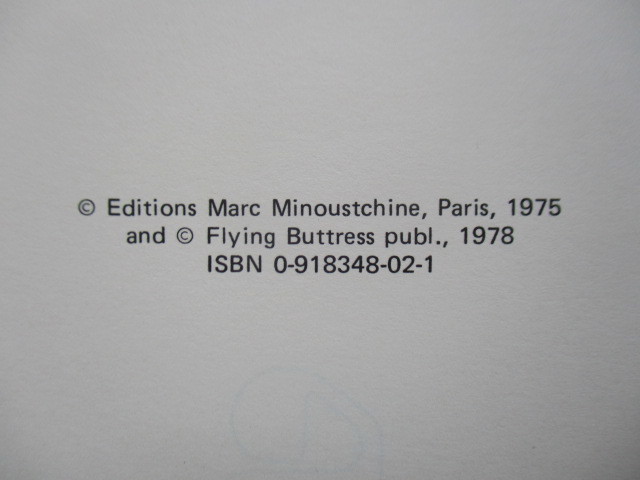 © Editions Marc Minoustchine, Paris, 1975
and © Flying Buttress publ., 1978
ISBN 0-918348-02-1